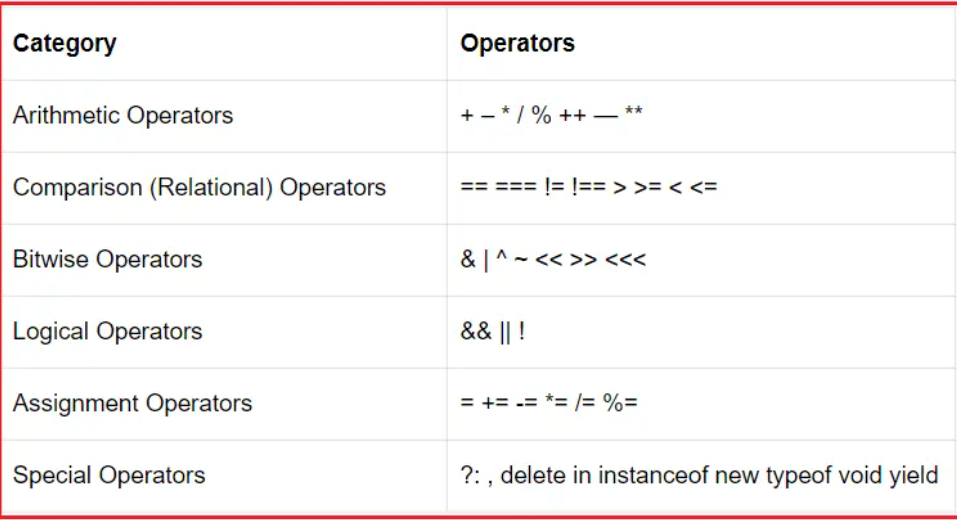 Category Operators
Arithmetic Operators + – * / % ++ — **
Comparison (Relational) Operators == === != !== > >= < <=
Bitwise Operators & | ^ ~ << >> <<<
Logical Operators && || !
Assignment Operators = += -= *= /= %=
Special Operators ?: , delete in instanceof new typeof void yield